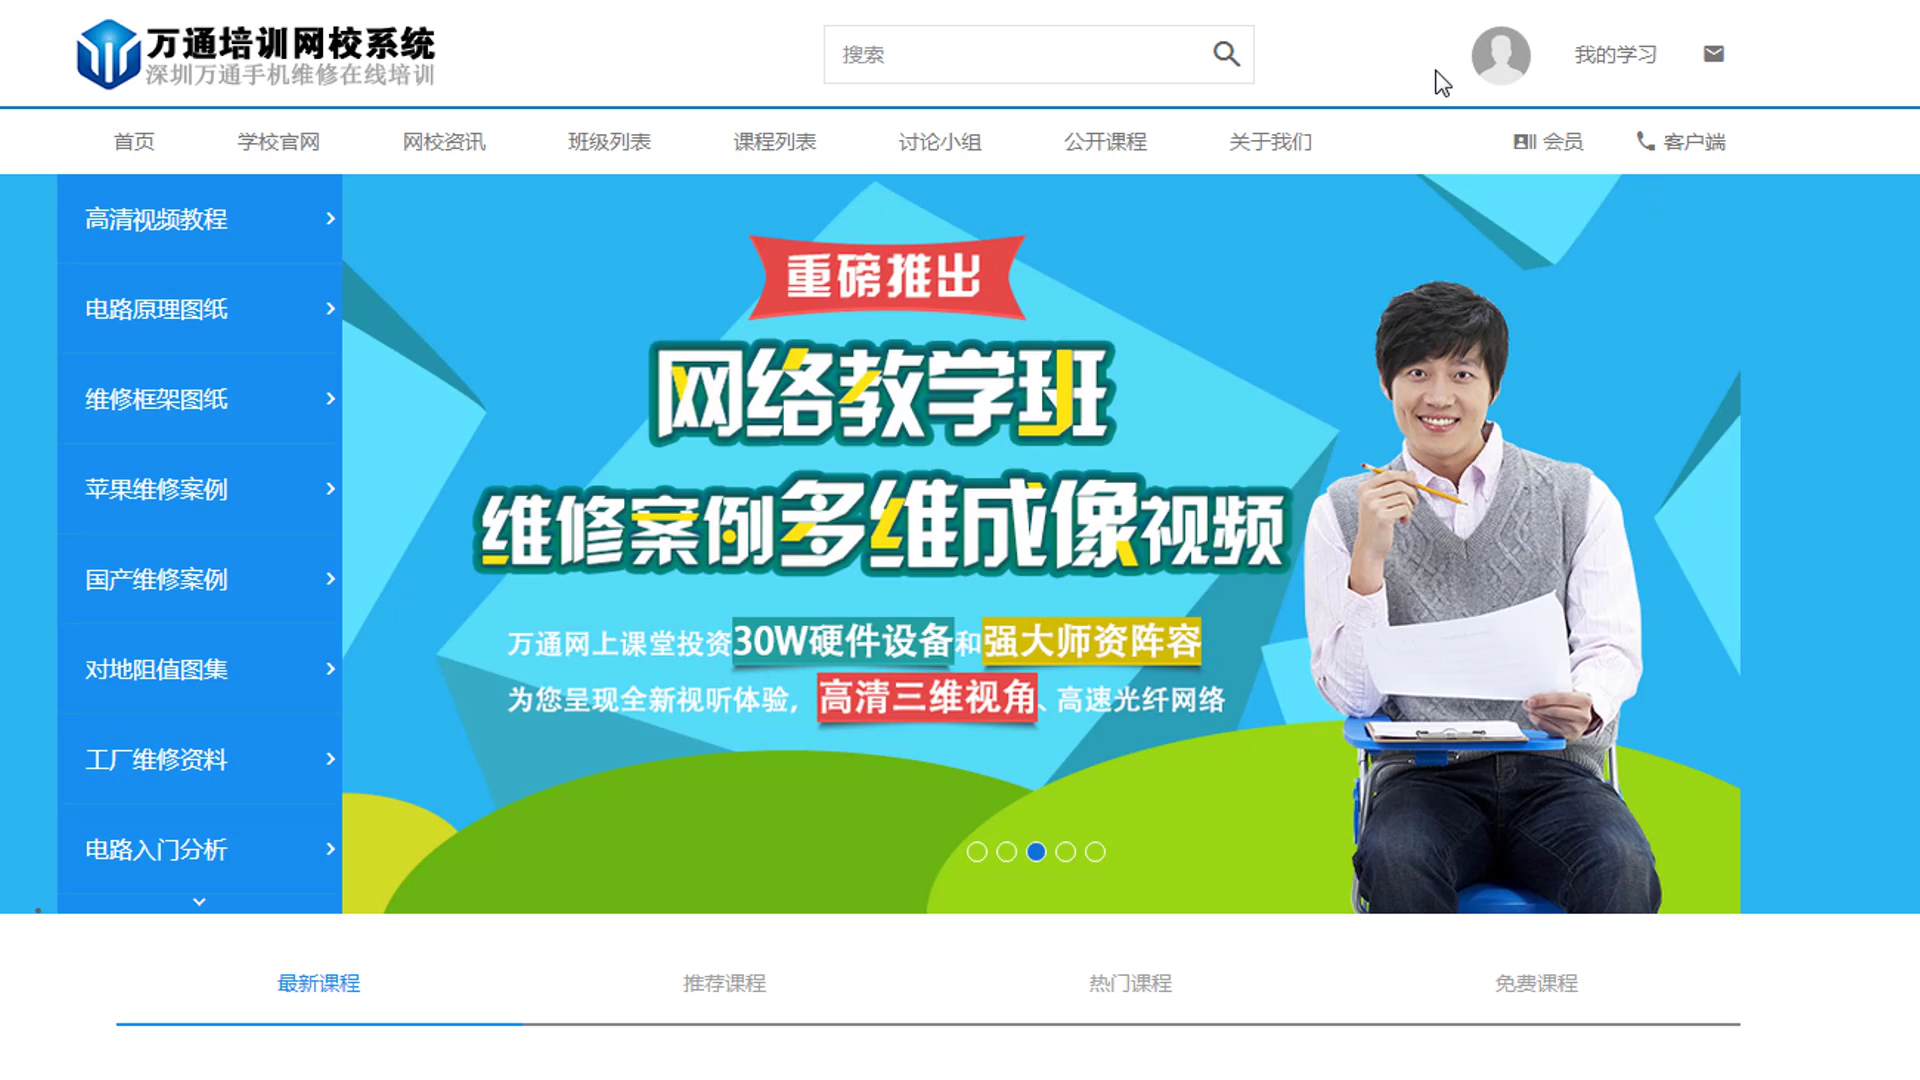 万通培训网校系统
深圳万通手机维修在线培训
搜索
我的学习
首页
学校官网
网校资讯
班级列表
课程列表
讨论小组
公开课程
关于我们
会员
客户端
高清视频教程
电路原理图纸
维修框架图纸
苹果维修案例
国产维修案例
对地阻值图集
工厂维修资料
电路入门分析
重磅推出
网络教学班
维修案例多维成像视频
万通网上课堂投资30W硬件设备和强大师资阵容
为您呈现全新视听体验,高清三维视角、高速光纤网络
最新课程
推荐课程
热门课程
免费课程